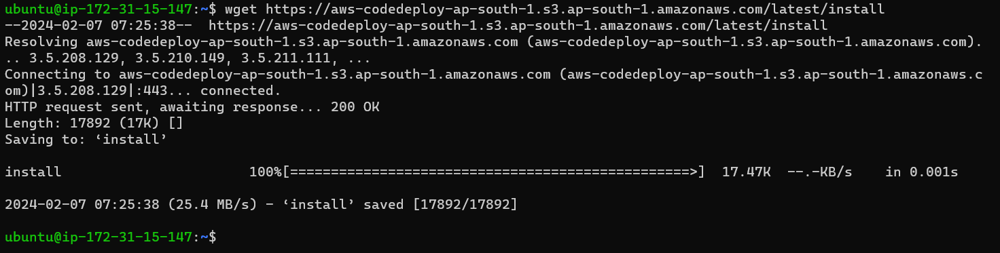 ubuntu@ip-172-31-15-147:~$ wget https://aws-codedeploy-ap-south-1.s3.ap-south-1.amazonaws.com/latest/install
--2024-02-07 07:25:38--  https://aws-codedeploy-ap-south-1.s3.ap-south-1.amazonaws.com/latest/install
Resolving aws-codedeploy-ap-south-1.s3.ap-south-1.amazonaws.com (aws-codedeploy-ap-south-1.s3.ap-south-1.amazonaws.com).
.. 3.5.208.129, 3.5.210.149, 3.5.211.111, ...
Connecting to aws-codedeploy-ap-south-1.s3.ap-south-1.amazonaws.com (aws-codedeploy-ap-south-1.s3.ap-south-1.amazonaws.c
om)|3.5.208.129|:443... connected.
HTTP request sent, awaiting response... 200 OK
Length: 17892 (17K) []
Saving to: ‘install’
install                       100%[=================================================>]  17.47K  --.-KB/s    in 0.001s
2024-02-07 07:25:38 (25.4 MB/s) - ‘install’ saved [17892/17892]
ubuntu@ip-172-31-15-147:~$